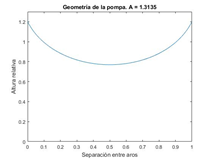 Geometría de la pompa. A = 1.3135
1.2
1
0.8
0.6
0.4
0.2
0
Altura relativa
0 0.1 0.2 0.3 0.4 0.5 0.6 0.7 0.8 0.9 1
Separación entre aros